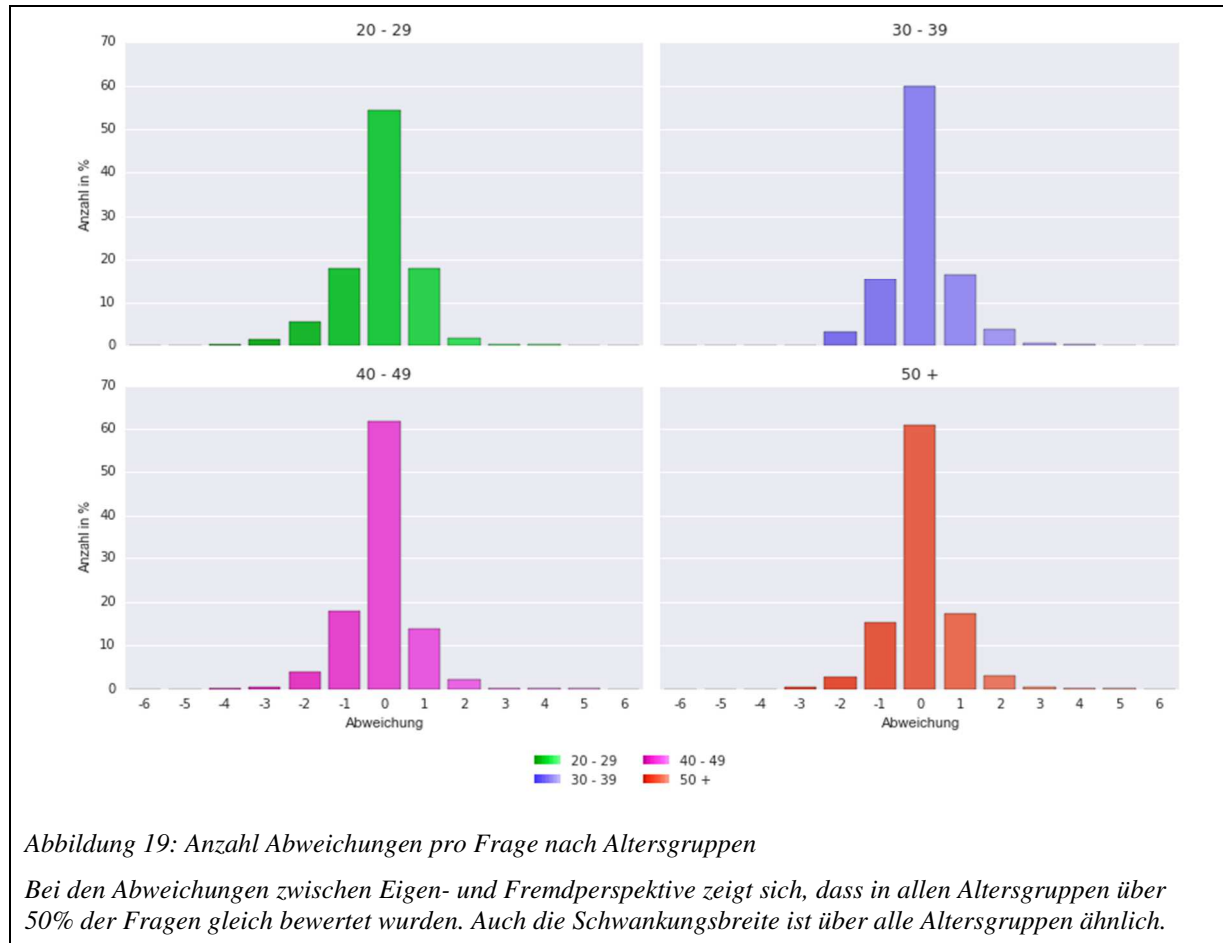 20 - 29
30 - 39
70
60
50
40
30
20
10
0
Anzahl in %
40 - 49
50 +
70
60
50
40
30
20
10
0
Anzahl in %
-6 -5 -4 -3 -2 -1 0 1 2 3 4 5 6
Abweichung
-6 -5 -4 -3 -2 -1 0 1 2 3 4 5 6
Abweichung
20 - 29
40 - 49
30 - 39
50 +
Abbildung 19: Anzahl Abweichungen pro Frage nach Altersgruppen
Bei den Abweichungen zwischen Eigen- und Fremdperspektive zeigt sich, dass in allen Altersgruppen über
50% der Fragen gleich bewertet wurden. Auch die Schwankungsbreite ist über alle Altersgruppen ähnlich.